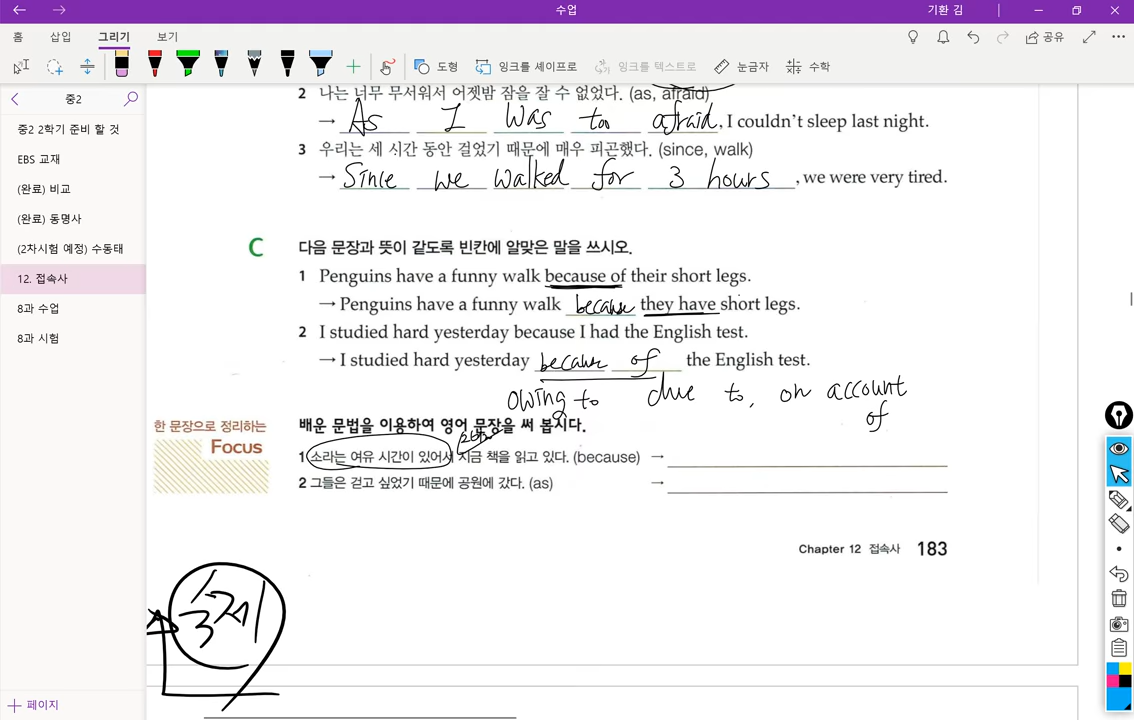 수업
기환 김
홈 삽입 그리기 보기
공유
도형 잉크를 셰이프로 잉크를 텍스트로 눈금자 수학
중2
중2 2학기 준비 할 것
EBS 교재
(완료) 비교
(완료) 동명사
(2차시험 예정) 수동태
12. 접속사
8과 수업
8과 시험
페이지
2 나는 너무 무서워서 어젯밤 잠을 잘 수 없었다. (as, afraid)
→ As I was too afraid, I couldn't sleep last night.
3 우리는 세 시간 동안 걸었기 때문에 매우 피곤했다. (since, walk)
→ Since we walked for 3 hours, we were very tired.
C 다음 문장과 뜻이 같도록 빈칸에 알맞은 말을 쓰시오.
1 Penguins have a funny walk because of their short legs.
→ Penguins have a funny walk because they have short legs.
2 I studied hard yesterday because I had the English test.
→ I studied hard yesterday because of the English test.
owing to due to, on account
of
한 문장으로 정리하는
Focus
배운 문법을 이용하여 영어 문장을 써 봅시다.
1 소라는 여유 시간이 있어서 지금 책을 읽고 있다. (because) →
2 그들은 걷고 싶었기 때문에 공원에 갔다. (as) →
Chapter 12 접속사 183
숙제